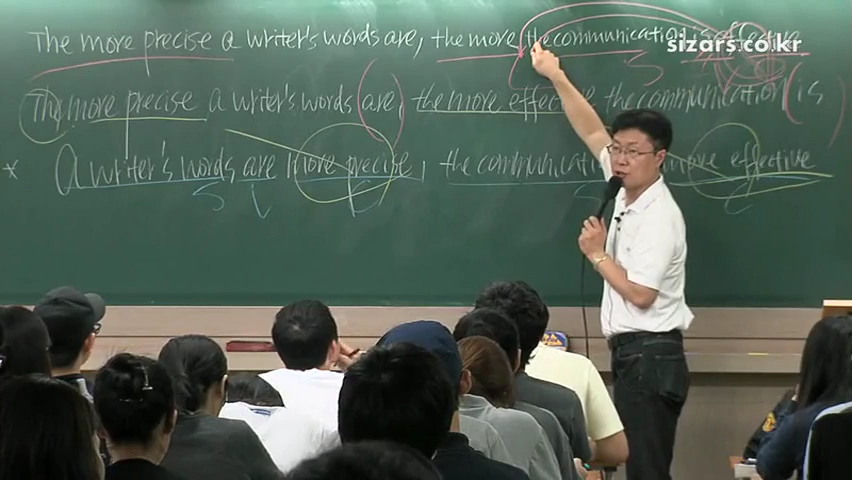 The more precise a writer's words are, the more the communication is effective
sizars.co.kr
The more precise a writer's words (are), the more effective the communication (is)
* A writer's words are more precise, the communication more effective
S V C S C